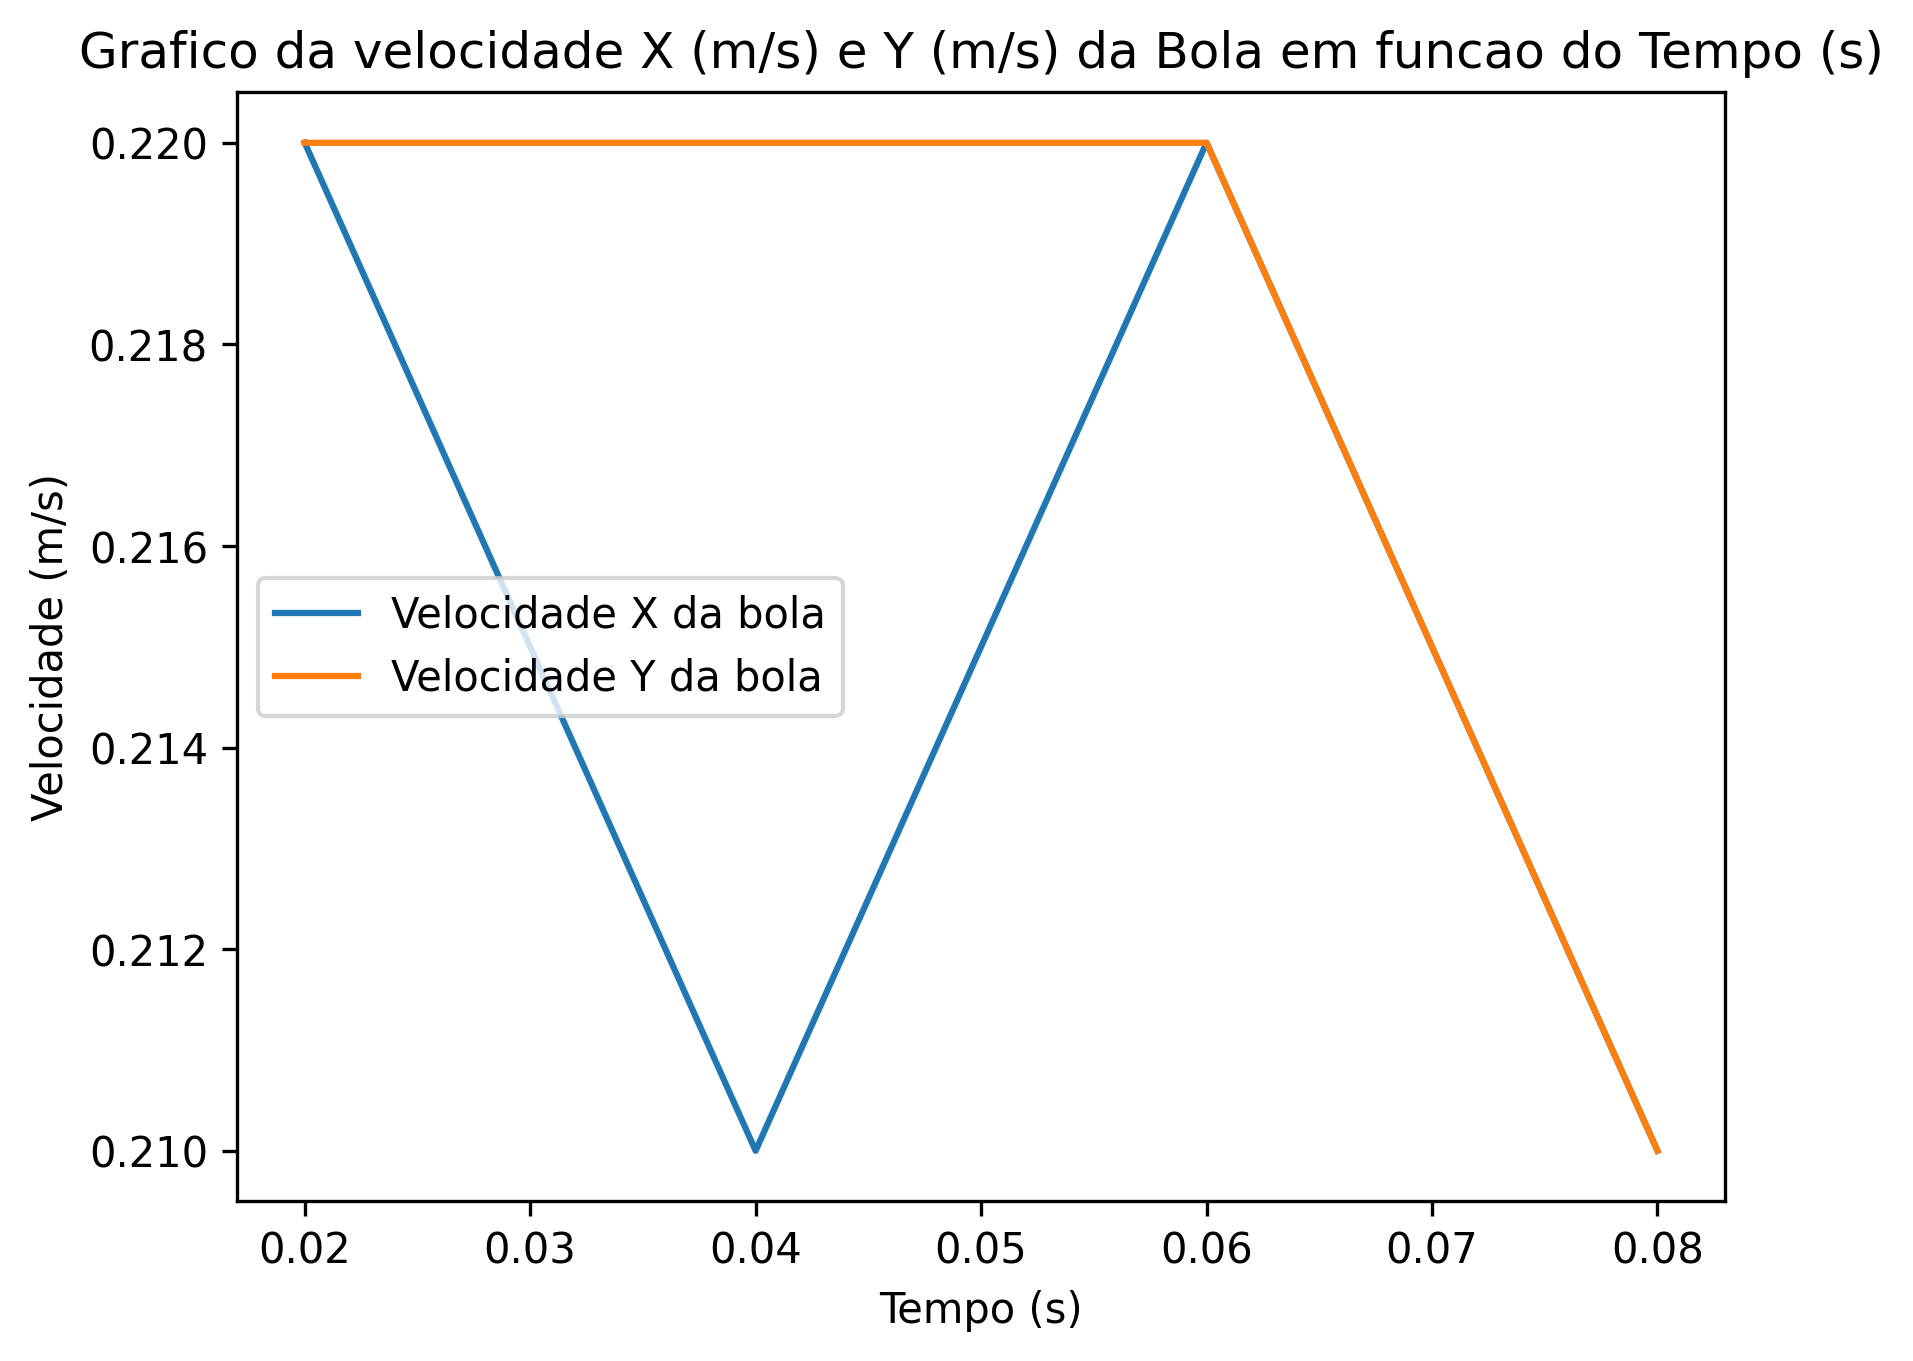 Grafico da velocidade X (m/s) e Y (m/s) da Bola em funcao do Tempo (s)
Velocidade (m/s)
0.220
0.218
0.216
0.214
0.212
0.210
Velocidade X da bola
Velocidade Y da bola
0.02 0.03 0.04 0.05 0.06 0.07 0.08
Tempo (s)